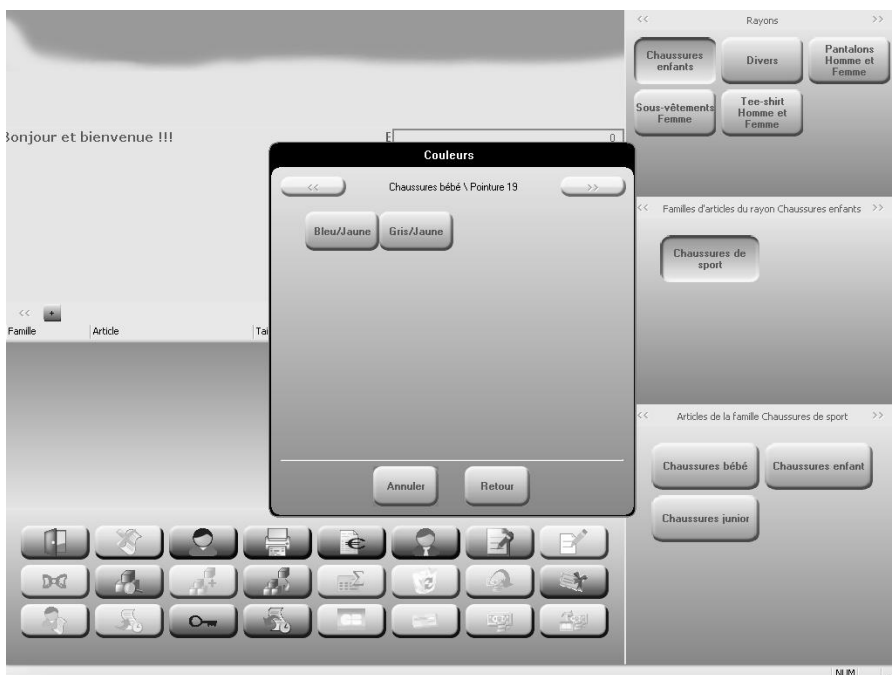 << Rayons >>
Chaussures
enfants
Divers
Pantalons
Homme et
Femme
Sous-vêtements
Femme
Tee-shirt
Homme et
Femme
Bonjour et bienvenue !!!
E 0
Couleurs
<< Chaussures bébé \ Pointure 19 >>
Bleu/Jaune
Gris/Jaune
Annuler
Retour
<< Familles d'articles du rayon Chaussures enfants >>
Chaussures de
sport
<< +
Famille Article Tai
<< Articles de la famille Chaussures de sport >>
Chaussures bébé
Chaussures enfant
Chaussures junior
CB
NUM